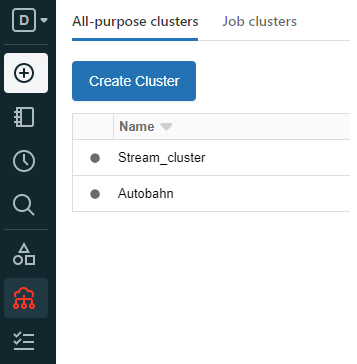 D
All-purpose clusters
Job clusters
Create Cluster
Name
Stream_cluster
Autobahn